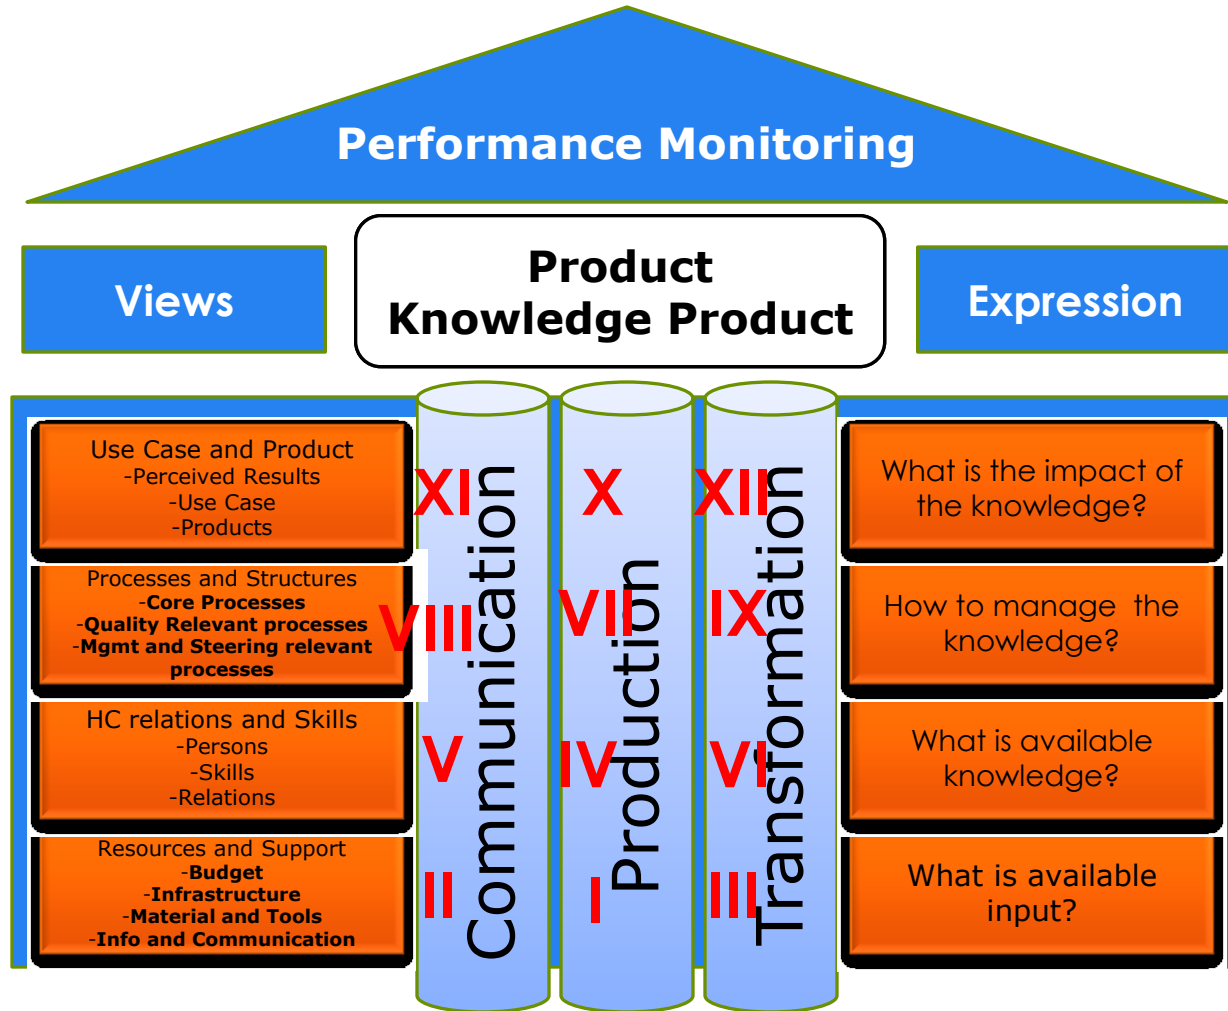 Performance Monitoring
Product
Knowledge Product
Views
Expression
Use Case and Product
-Perceived Results
-Use Case
-Products
XI
X
XII
What is the impact of
the knowledge?
Processes and Structures
-Core Processes
-Quality Relevant processes
-Mgmt and Steering relevant
processes
VIII
VII
IX
How to manage  the
knowledge?
HC relations and Skills
-Persons
-Skills
-Relations
V
IV
VI
What is available
knowledge?
Resources and Support
-Budget
-Infrastructure
-Material and Tools
-Info and Communication
II
I
III
What is available
input?
Communication
Production
Transformation